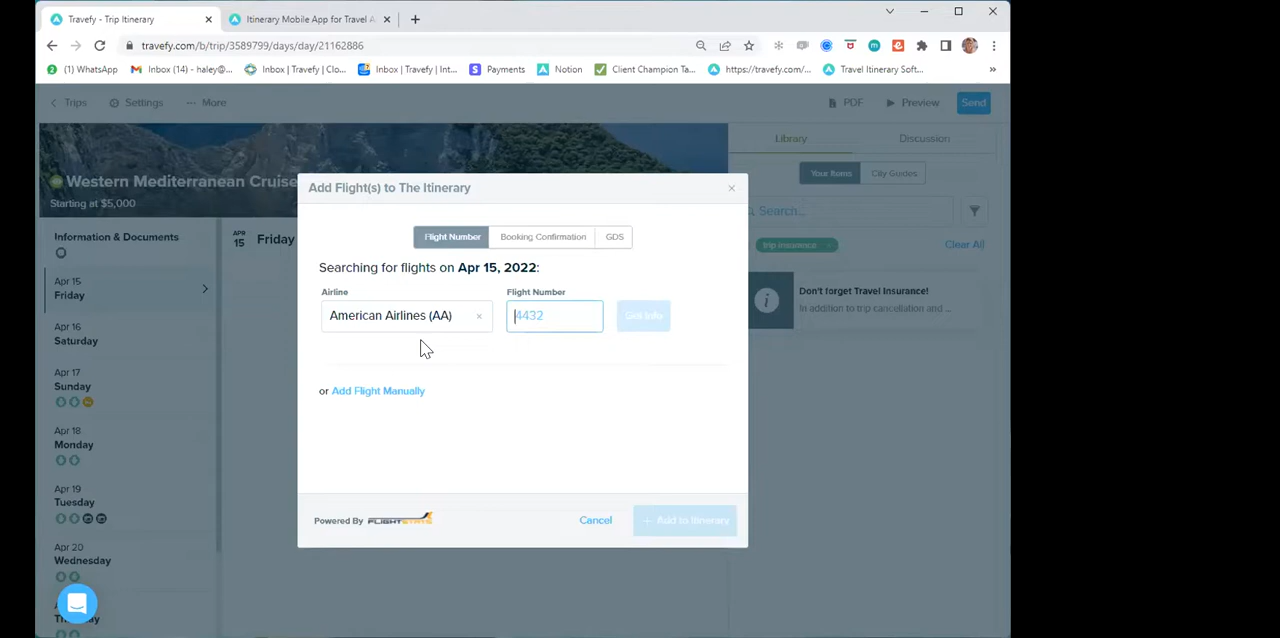 Travefy - Trip Itinerary
Itinerary Mobile App for Travel A
travefy.com/b/trip/3589799/days/day/21162886
(1) WhatsApp
Inbox (14) - haley@...
Inbox | Travefy | Clo...
Inbox | Travefy | Int...
Payments
Notion
Client Champion Ta...
https://travefy.com/...
Travel Itinerary Soft...
»
Trips
Settings
More
PDF
Preview
Send
Library
Discussion
Your Items
City Guides
Search...
trip insurance
Clear All
Don't forget Travel Insurance!
In addition to trip cancellation and
Western Mediterranean Cruise
Starting at $5,000
Information & Documents
APR
15
Friday
Apr 15
Friday
Apr 16
Saturday
Apr 17
Sunday
Apr 18
Monday
Apr 19
Tuesday
Apr 20
Wednesday
Add Flight(s) to The Itinerary
Flight Number
Booking Confirmation
GDS
Searching for flights on Apr 15, 2022:
Airline
Flight Number
American Airlines (AA)
4432
Get Info
or Add Flight Manually
Powered By FLIGHTSTATS
Cancel
+ Add to Itinerary